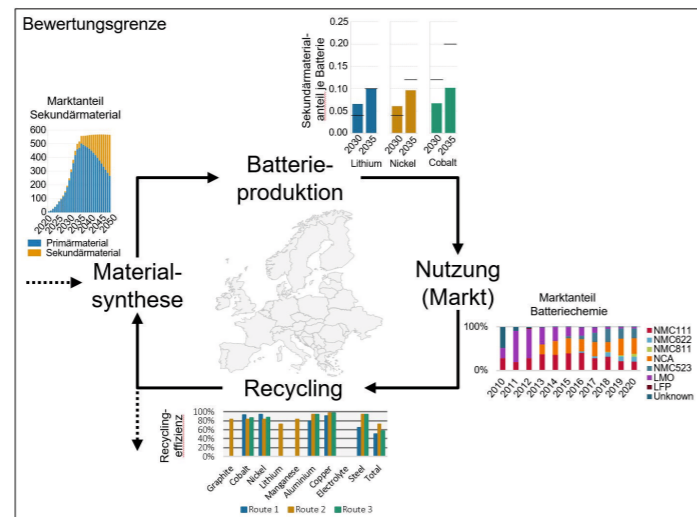 Bewertungsgrenze
Sekundärmaterial-
anteil je Batterie
0.25
0.20
0.15
0.10
0.05
0.00
2030
2035
2030
2035
2030
2035
Lithium
Nickel
Cobalt
Marktanteil
Sekundärmaterial
600
500
400
300
200
100
0
2020
2025
2030
2035
2040
2045
2050
Primärmaterial
Sekundärmaterial
Batterie-
produktion
Material-
synthese
Nutzung
(Markt)
Marktanteil
Batteriechemie
100%
0%
2010
2011
2012
2013
2014
2015
2016
2017
2018
2019
2020
NMC111
NMC622
NMC811
NCA
NMC523
LMO
LFP
Unknown
Recycling
Recycling-
effizienz
100%
80%
60%
40%
20%
0%
Graphite
Cobalt
Nickel
Lithium
Manganese
Aluminium
Copper
Electrolyte
Steel
Total
Route 1
Route 2
Route 3